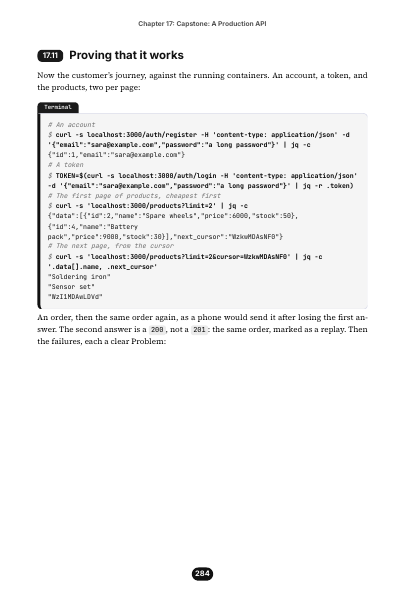 Chapter 17: Capstone: A Production API
17.11 Proving that it works
Now the customer's journey, against the running containers. An account, a token, and
the products, two per page:
Terminal
# An account
$ curl -s localhost:3000/auth/register -H 'content-type: application/json' -d
'{"email":"sara@example.com","password":"a long password"}' | jq -c
{"id":1,"email":"sara@example.com"}
# A token
$ TOKEN=$(curl -s localhost:3000/auth/login -H 'content-type: application/json'
-d '{"email":"sara@example.com","password":"a long password"}' | jq -r .token)
# The first page of products, cheapest first
$ curl -s 'localhost:3000/products?limit=2' | jq -c
{"data":[{"id":2,"name":"Spare wheels","price":6000,"stock":50},
{"id":4,"name":"Battery
pack","price":9000,"stock":30}],"next_cursor":"WzkwMDAsNF0"}
# The next page, from the cursor
$ curl -s 'localhost:3000/products?limit=2&cursor=WzkwMDAsNF0' | jq -c
'.data[].name, .next_cursor'
"Soldering iron"
"Sensor set"
"WzI1MDAwLDVd"
An order, then the same order again, as a phone would send it after losing the first an-
swer. The second answer is a 200, not a 201: the same order, marked as a replay. Then
the failures, each a clear Problem:
284